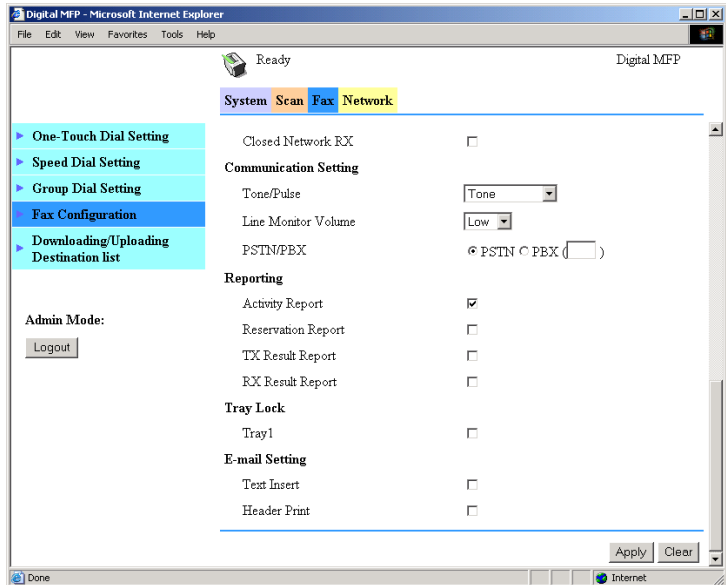 Digital MFP - Microsoft Internet Explorer
File Edit View Favorites Tools Help
Ready
Digital MFP
System Scan Fax Network
One-Touch Dial Setting
Speed Dial Setting
Group Dial Setting
Fax Configuration
Downloading/Uploading
Destination list
Admin Mode:
Logout
Closed Network RX
Communication Setting
Tone/Pulse Tone
Line Monitor Volume Low
PSTN/PBX PSTN PBX ( )
Reporting
Activity Report
Reservation Report
TX Result Report
RX Result Report
Tray Lock
Tray1
E-mail Setting
Text Insert
Header Print
Apply Clear
Done Internet